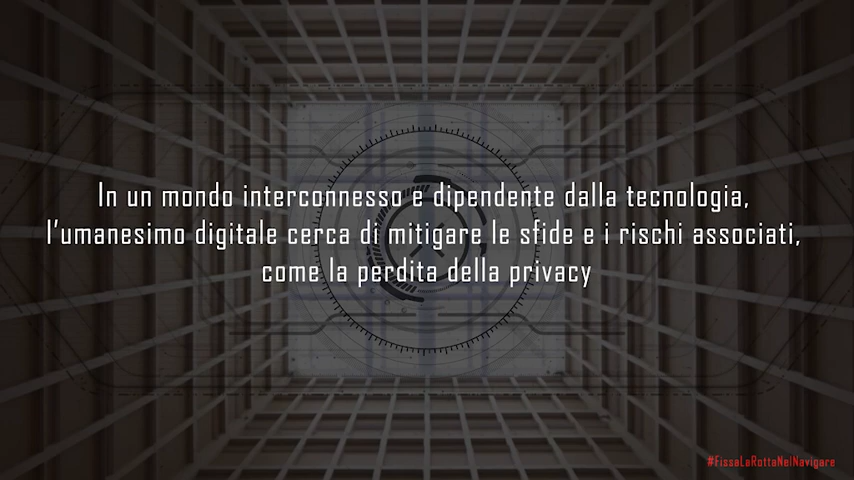 In un mondo interconnesso e dipendente dalla tecnologia,
l'umanesimo digitale cerca di mitigare le sfide e i rischi associati,
come la perdita della privacy
#FissaLaRottaNelNavigare